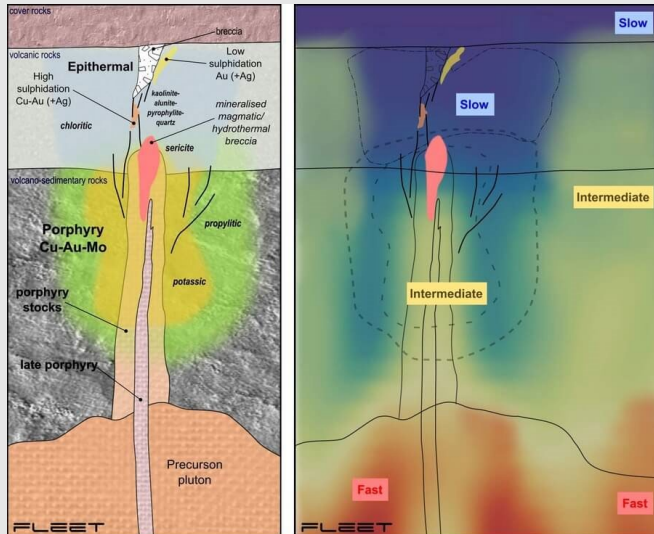 cover rocks
breccia
volcanic rocks
Epithermal
Low
sulphidation
Au (+Ag)
High
sulphidation
Cu-Au (+Ag)
kaolinite-
alunite-
pyrophylite-
quartz
mineralised
magmatic/
hydrothermal
breccia
chloritic
sericite
volcano-sedimentary rocks
Porphyry
Cu-Au-Mo
propylitic
potassic
porphyry
stocks
late porphyry
Precurson
pluton
FLEET
Slow
Slow
Intermediate
Intermediate
Fast
Fast
FLEET